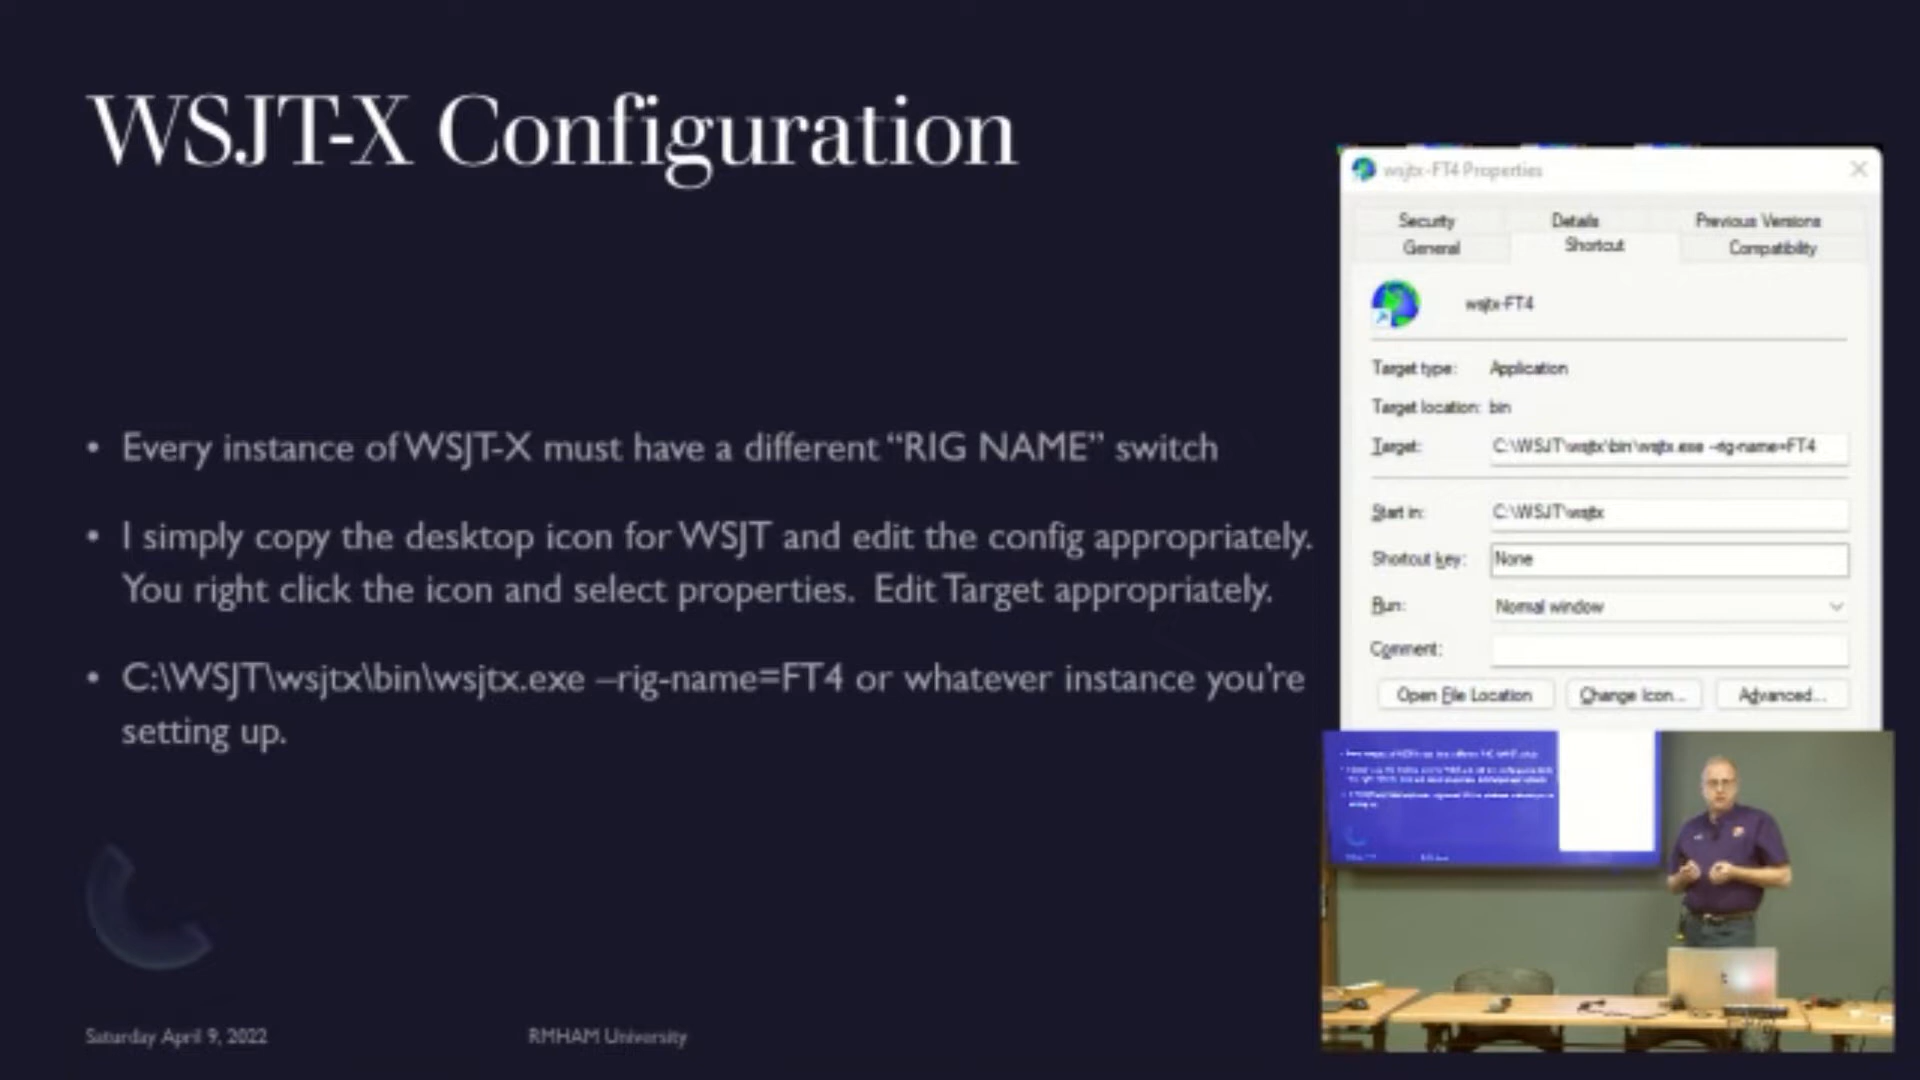 WSJT-X Configuration
• Every instance of WSJT-X must have a different “RIG NAME” switch
• I simply copy the desktop icon for WSJT and edit the config appropriately.
You right click the icon and select properties. Edit Target appropriately.
• C:\WSJT\wsjtx\bin\wsjtx.exe –rig-name=FT4 or whatever instance you’re
setting up.
Saturday April 9, 2022
RMHAM University
wsjtx-FT4 Properties
Security Details Previous Versions
General Shortcut Compatibility
wsjtx-FT4
Target type: Application
Target location: bin
Target: C:\WSJT\wsjtx\bin\wsjtx.exe --rig-name=FT4
Start in: C:\WSJT\wsjtx
Shortcut key: None
Run: Normal window
Comment:
Open File Location Change Icon... Advanced...